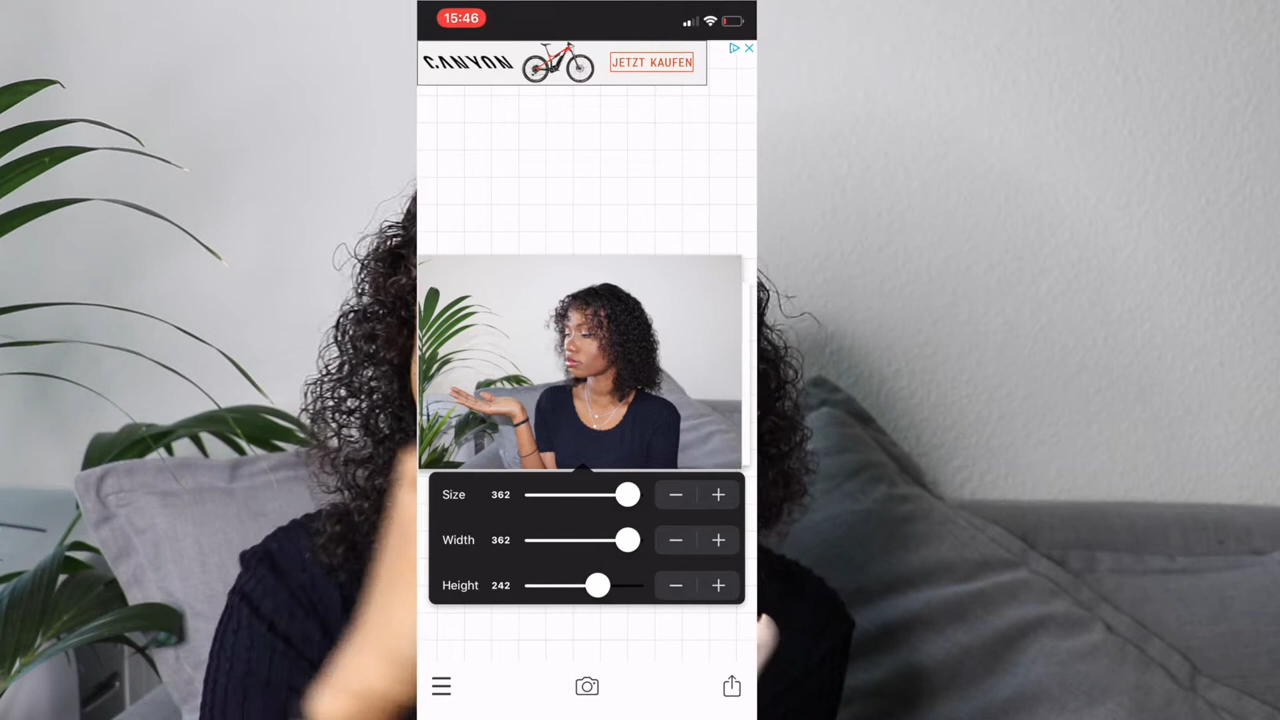 15:46
CANYON JETZT KAUFEN
Size 362
Width 362
Height 242